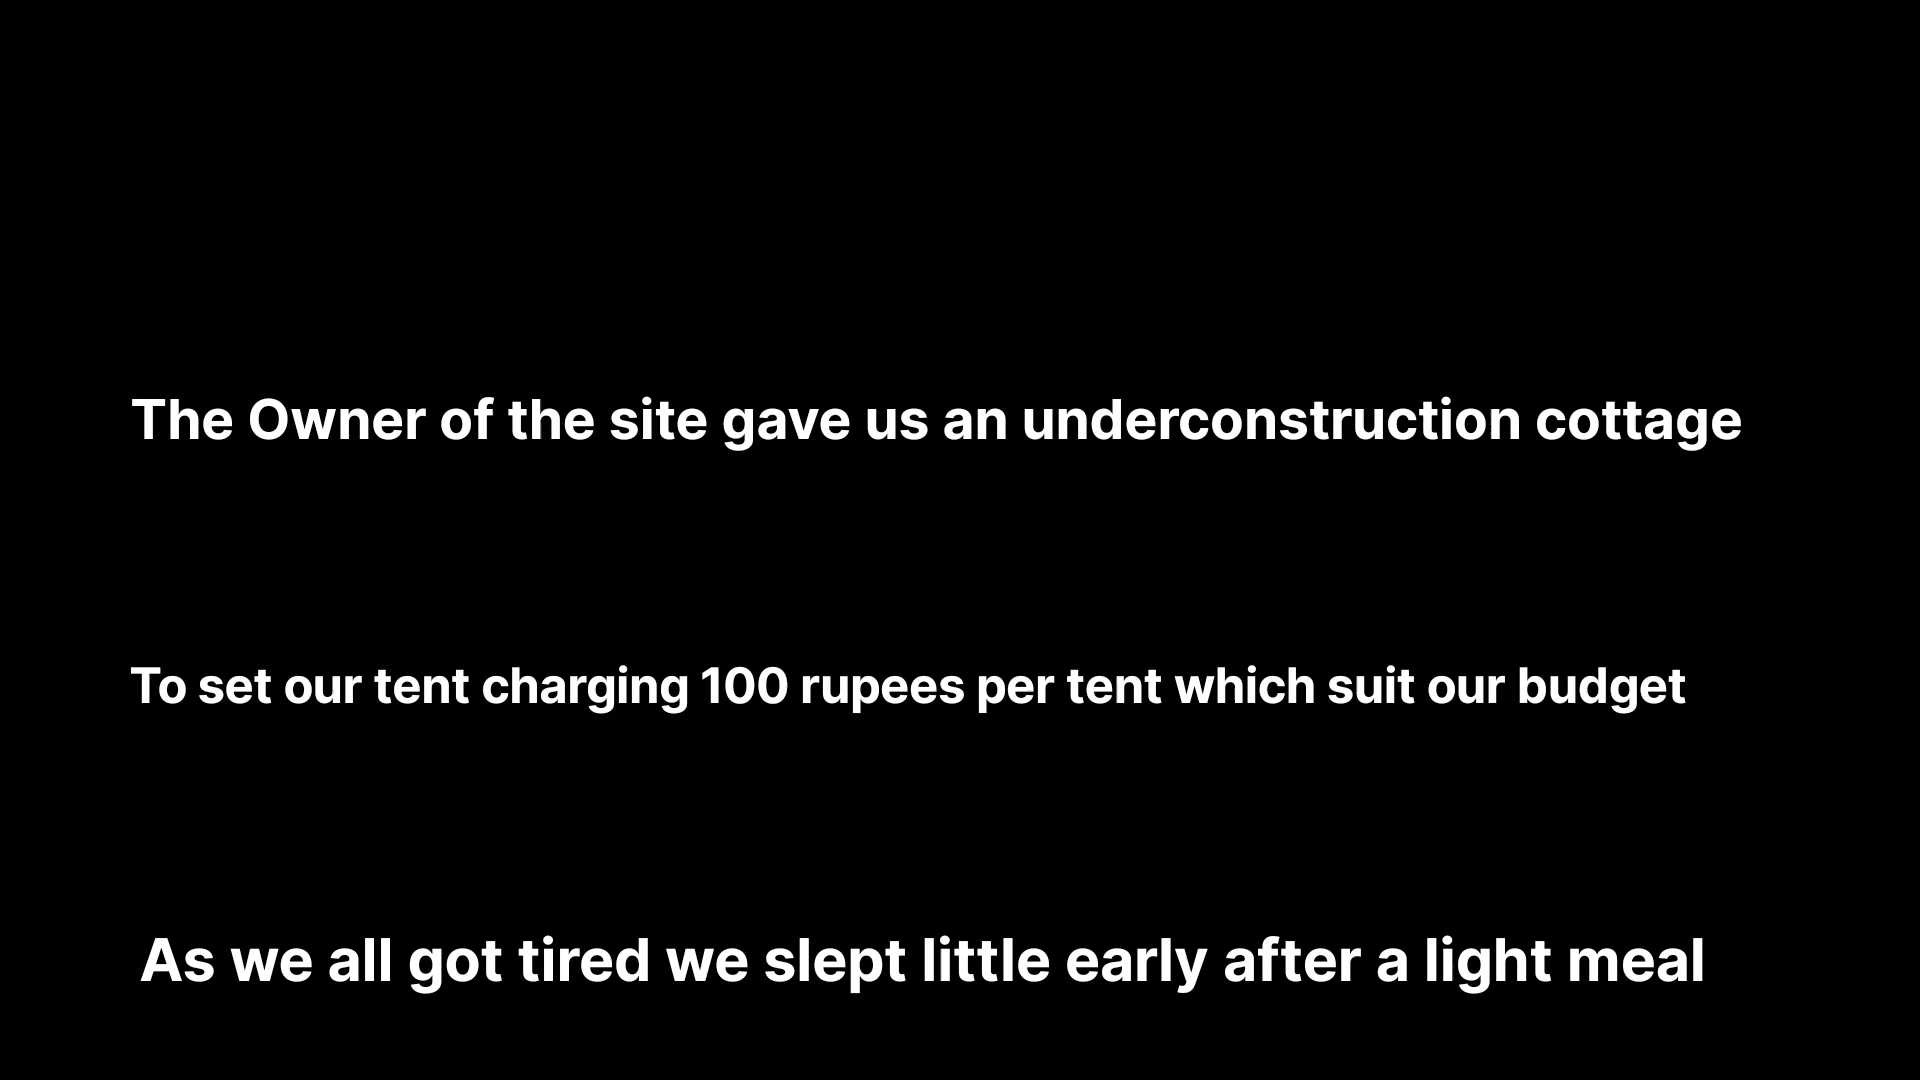 The Owner of the site gave us an underconstruction cottage
To set our tent charging 100 rupees per tent which suit our budget
As we all got tired we slept little early after a light meal